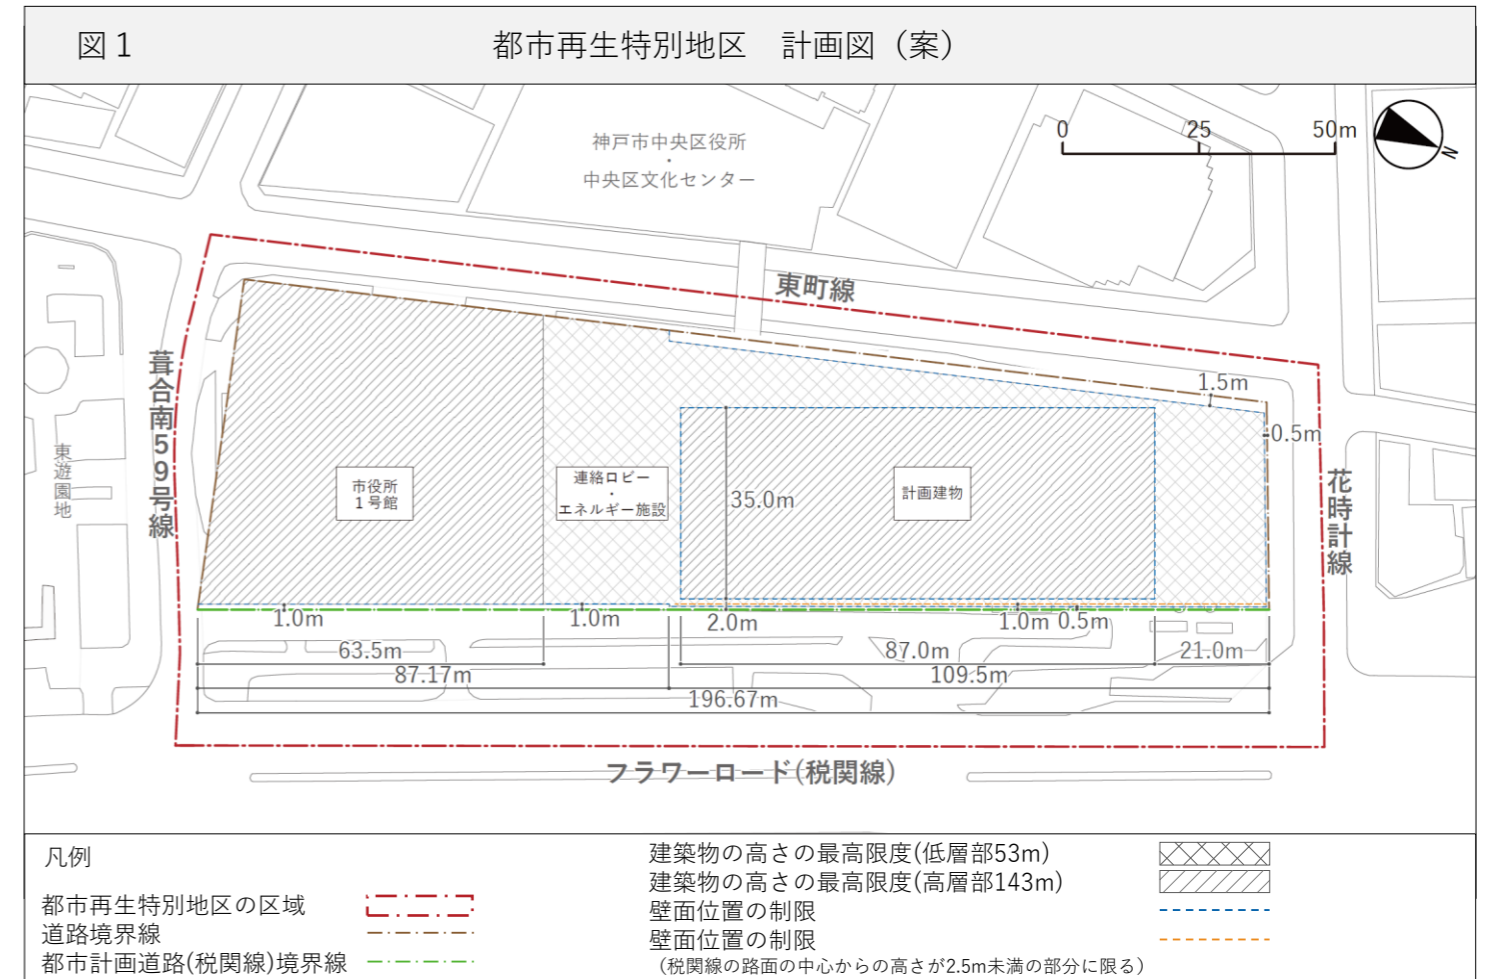 図1 都市再生特別地区 計画図（案）
神戸市中央区役所
・
中央区文化センター
0 25 50m
N
東町線
葺合南59号線
東遊園地
花時計線
1.5m
0.5m
市役所
1号館
連絡ロビー
・
エネルギー施設
計画建物
35.0m
1.0m 1.0m 2.0m 1.0m 0.5m
63.5m 87.0m 21.0m
87.17m 109.5m
196.67m
フラワーロード(税関線)
凡例
都市再生特別地区の区域
道路境界線
都市計画道路(税関線)境界線
建築物の高さの最高限度(低層部53m)
建築物の高さの最高限度(高層部143m)
壁面位置の制限
壁面位置の制限
（税関線の路面の中心からの高さが2.5m未満の部分に限る）